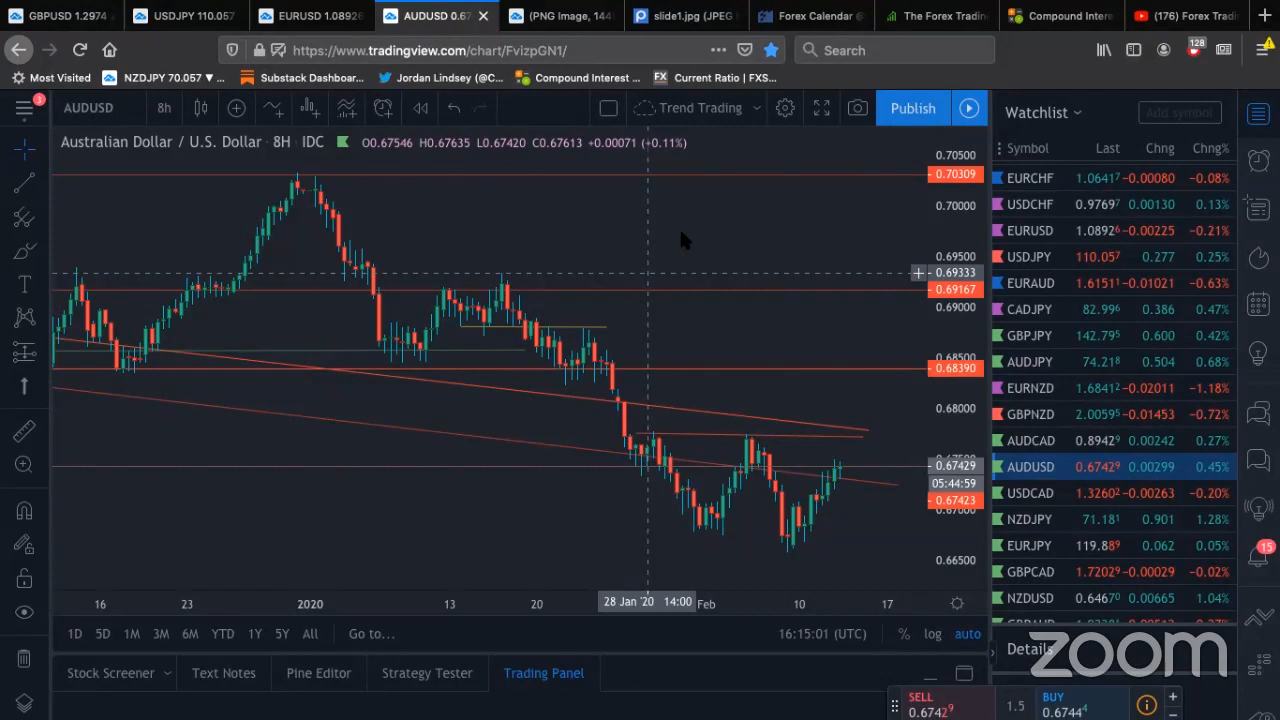 GBPUSD 1.2974
USDJPY 110.057
EURUSD 1.0892
AUDUSD 0.67
(PNG Image, 144
slide1.jpg (JPEG
Forex Calendar @
The Forex Trading
Compound Inter
(176) Forex Tradi
https://www.tradingview.com/chart/FvizpGN1/
Search
128
Most Visited
NZDJPY 70.057 ▼ ...
Substack Dashboar...
Jordan Lindsey (@C...
Compound Interest ...
FX Current Ratio | FXS...
3
AUDUSD
8h
Trend Trading
Publish
Watchlist
Add symbol
Australian Dollar / U.S. Dollar · 8H · IDC
O0.67546 H0.67635 L0.67420 C0.67613 +0.00071 (+0.11%)
Symbol Last Chng Chng%
EURCHF 1.06417 -0.00080 -0.08%
USDCHF 0.97697 0.00130 0.13%
EURUSD 1.08926 -0.00225 -0.21%
USDJPY 110.057 0.277 0.25%
EURAUD 1.61511 -0.01021 -0.63%
CADJPY 82.996 0.386 0.47%
GBPJPY 142.795 0.600 0.42%
AUDJPY 74.218 0.504 0.68%
EURNZD 1.68412 -0.02011 -1.18%
GBPNZD 2.00595 -0.01453 -0.72%
AUDCAD 0.89429 0.00242 0.27%
AUDUSD 0.67429 0.00299 0.45%
USDCAD 1.32602 -0.00263 -0.20%
NZDJPY 71.181 0.901 1.28%
EURJPY 119.889 0.062 0.05%
GBPCAD 1.72029 -0.00029 -0.02%
NZDUSD 0.64670 0.00665 1.04%
0.70500
0.70309
0.70000
0.69500
0.69333
0.69167
0.69000
0.68500
0.68390
0.68000
0.67429
05:44:59
0.67423
0.67000
0.66500
16
23
2020
13
20
28 Jan '20 14:00
Feb
10
17
15
1D 5D 1M 3M 6M YTD 1Y 5Y All
Go to...
16:15:01 (UTC)
% log auto
Details
zoom
Stock Screener
Text Notes
Pine Editor
Strategy Tester
Trading Panel
SELL
0.67429
1.5
BUY
0.67444